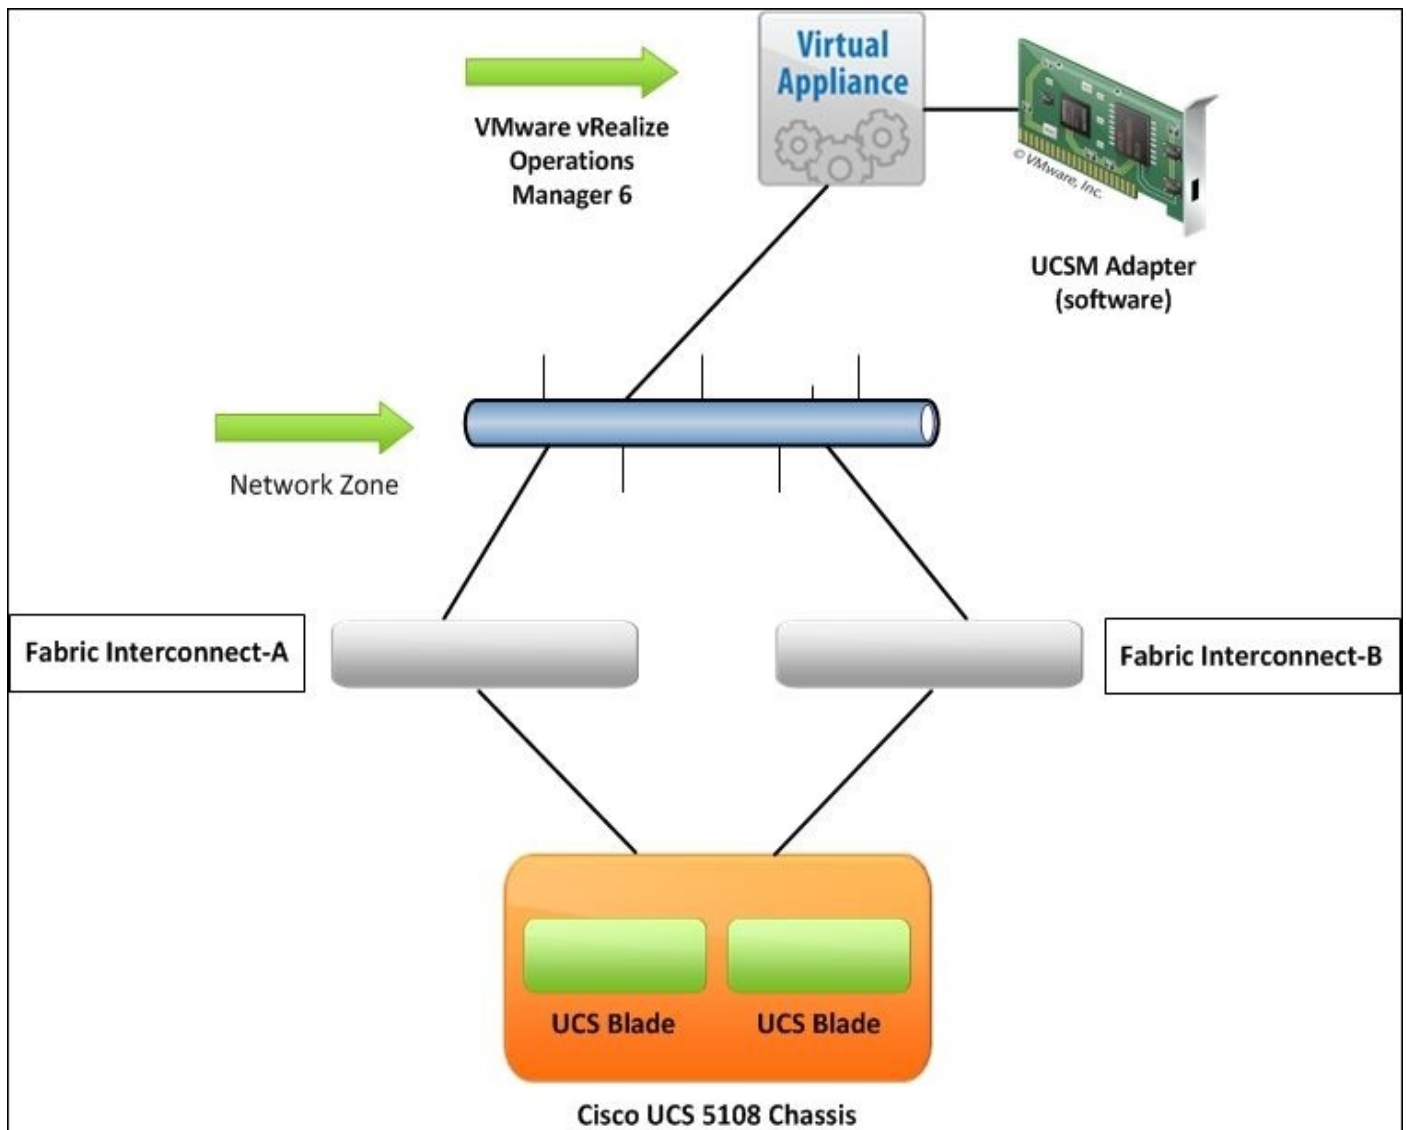 Virtual
Appliance
VMware vRealize
Operations
Manager 6
© VMware, Inc.
UCSM Adapter
(software)
Network Zone
Fabric Interconnect-A
Fabric Interconnect-B
UCS Blade
UCS Blade
Cisco UCS 5108 Chassis